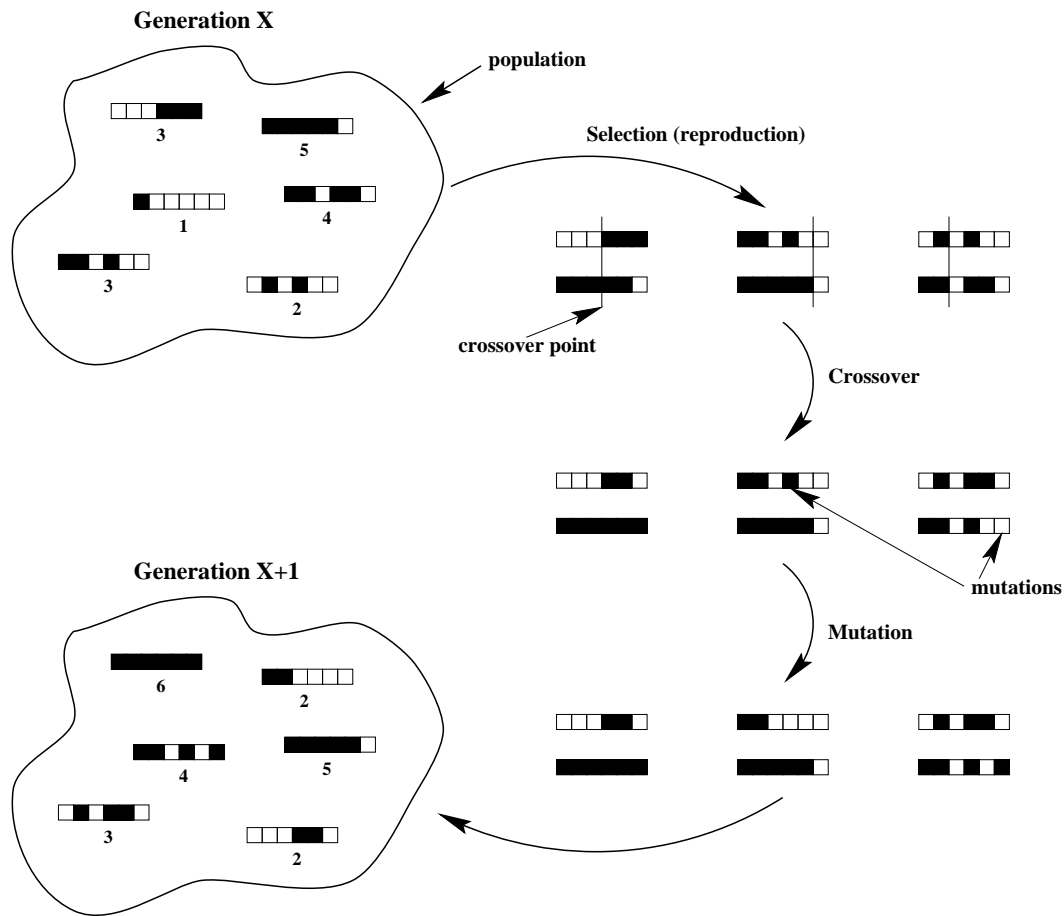 Generation X
population
3
5
Selection (reproduction)
1
4
3
2
crossover point
Crossover
Generation X+1
mutations
Mutation
6
2
4
5
3
2